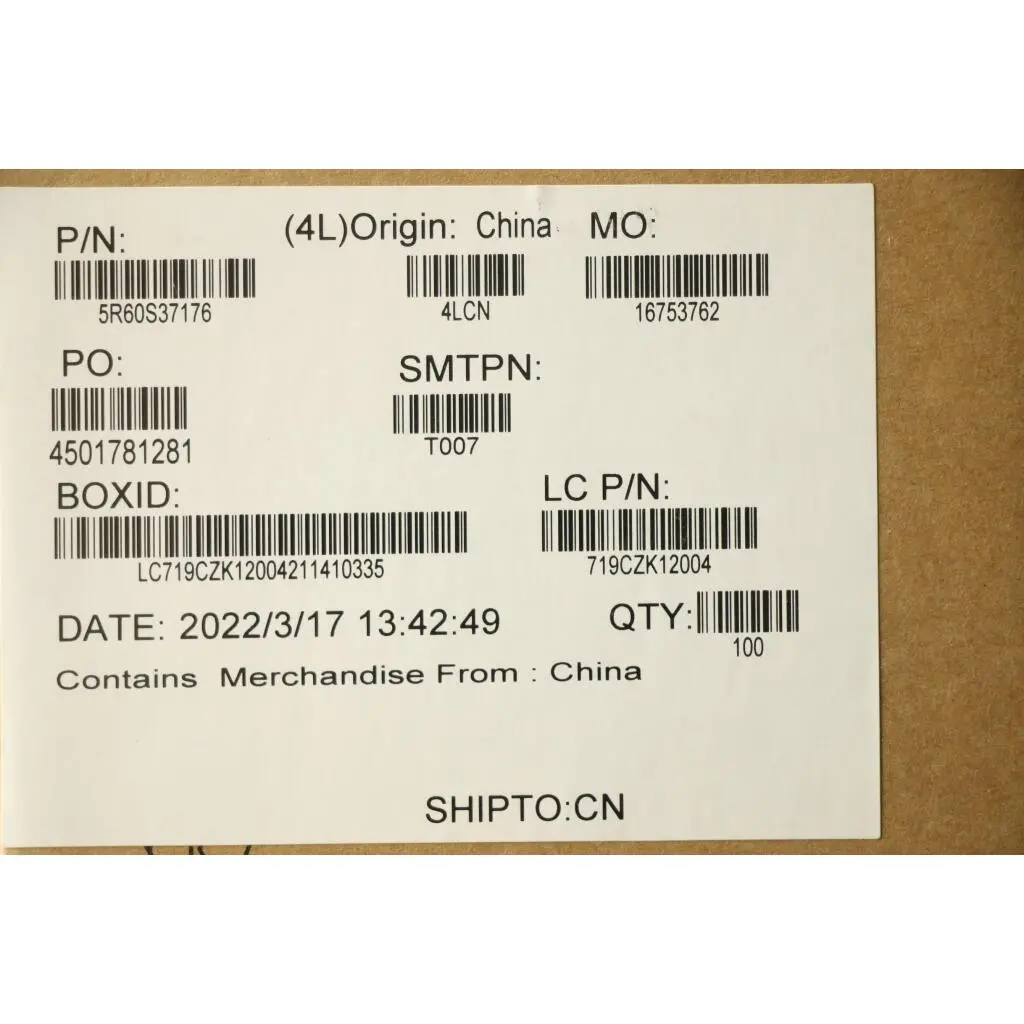 P/N: (4L)Origin: China MO:
5R60S37176 4LCN 16753762
PO: SMTPN:
4501781281 T007
BOXID: LC P/N:
LC719CZK12004211410335 719CZK12004
DATE: 2022/3/17 13:42:49 QTY:
100
Contains Merchandise From : China
SHIPTO:CN